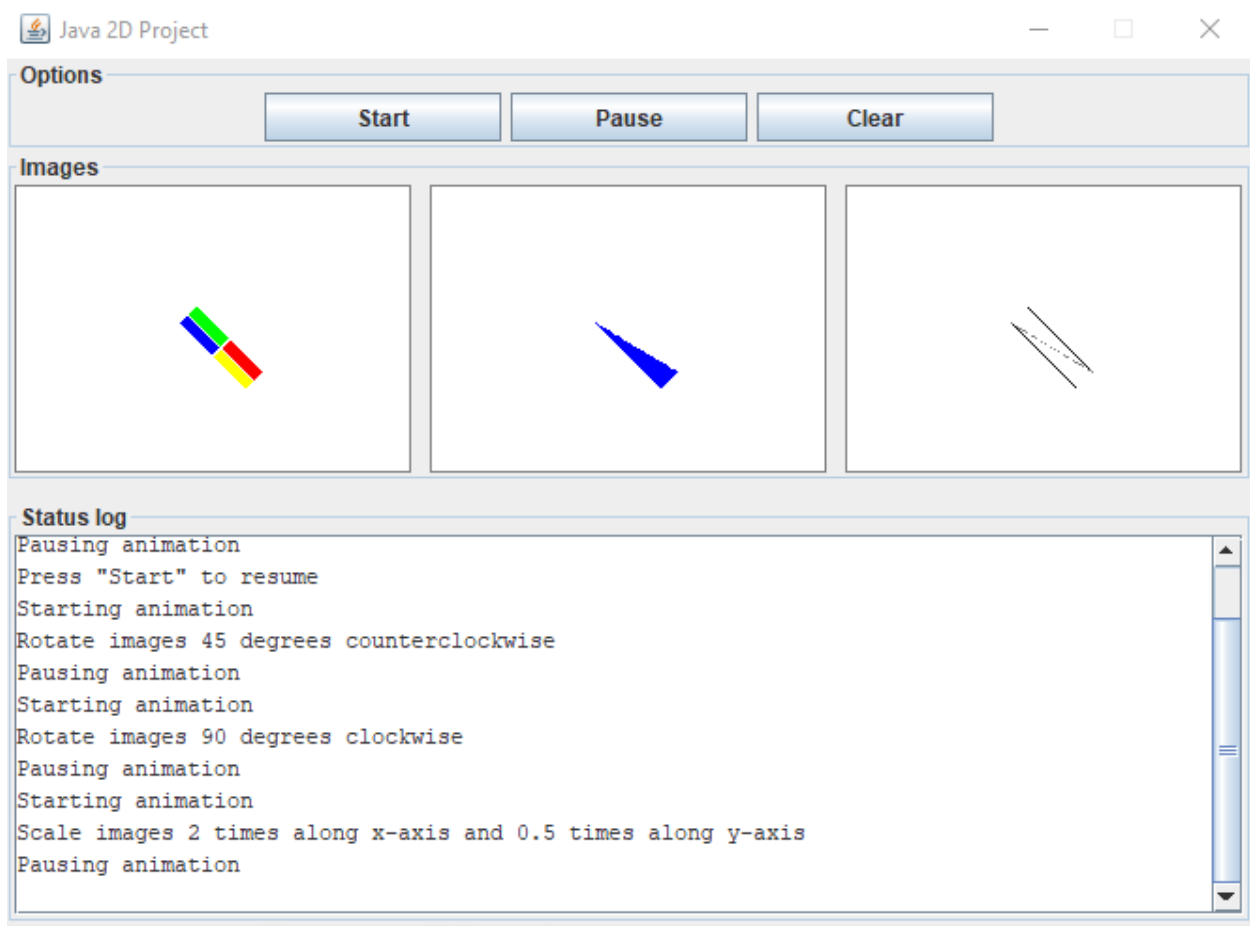 Java 2D Project
Options
Start Pause Clear
Images
Status log
Pausing animation
Press "Start" to resume
Starting animation
Rotate images 45 degrees counterclockwise
Pausing animation
Starting animation
Rotate images 90 degrees clockwise
Pausing animation
Starting animation
Scale images 2 times along x-axis and 0.5 times along y-axis
Pausing animation